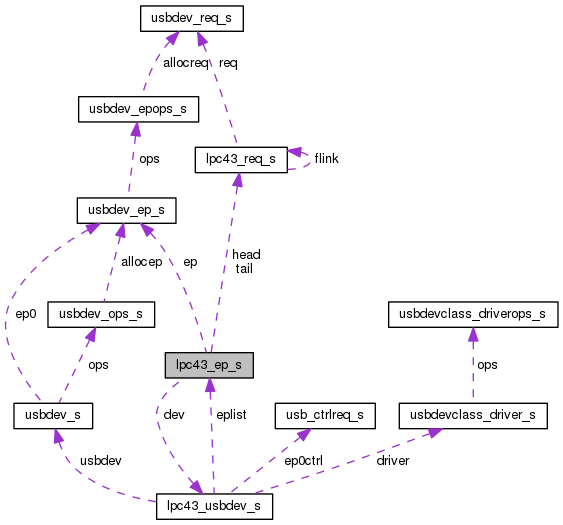 usbdev_req_s
allocreq
req
usbdev_epops_s
lpc43_req_s
flink
ops
usbdev_ep_s
head
tail
allocep
ep
ep0
usbdev_ops_s
usbdevclass_driverops_s
ops
lpc43_ep_s
ops
usbdev_s
dev
eplist
usb_ctrlreq_s
usbdevclass_driver_s
usbdev
ep0ctrl
driver
lpc43_usbdev_s